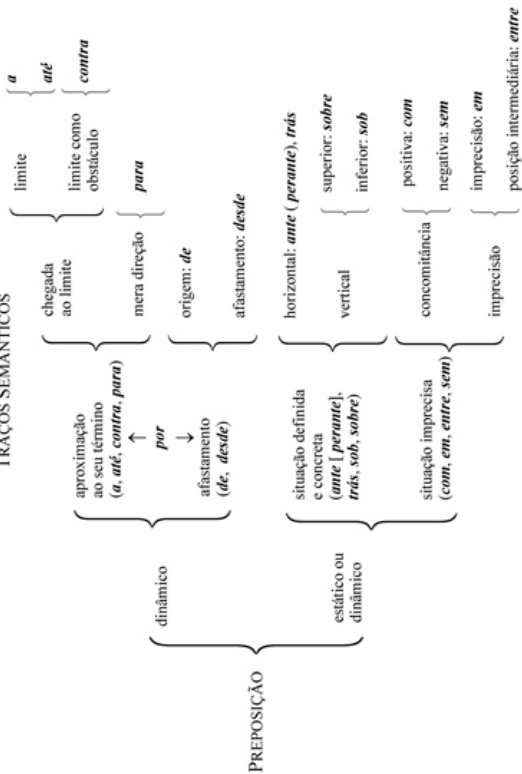 TRAÇOS SEMÂNTICOS
PREPOSIÇÃO
dinâmico
aproximação
ao seu término
(a, até, contra, para)
↑
por
↓
afastamento
(de, desde)
chegada
ao limite
limite
a
até
limite como
obstáculo
contra
mera direção
para
origem: de
afastamento: desde
estático ou
dinâmico
situação definida
e concreta
(ante [perante],
trás, sob, sobre)
horizontal: ante (perante), trás
vertical
superior: sobre
inferior: sob
situação imprecisa
(com, em, entre, sem)
concomitância
positiva: com
negativa: sem
imprecisão
imprecisão: em
posição intermediária: entre